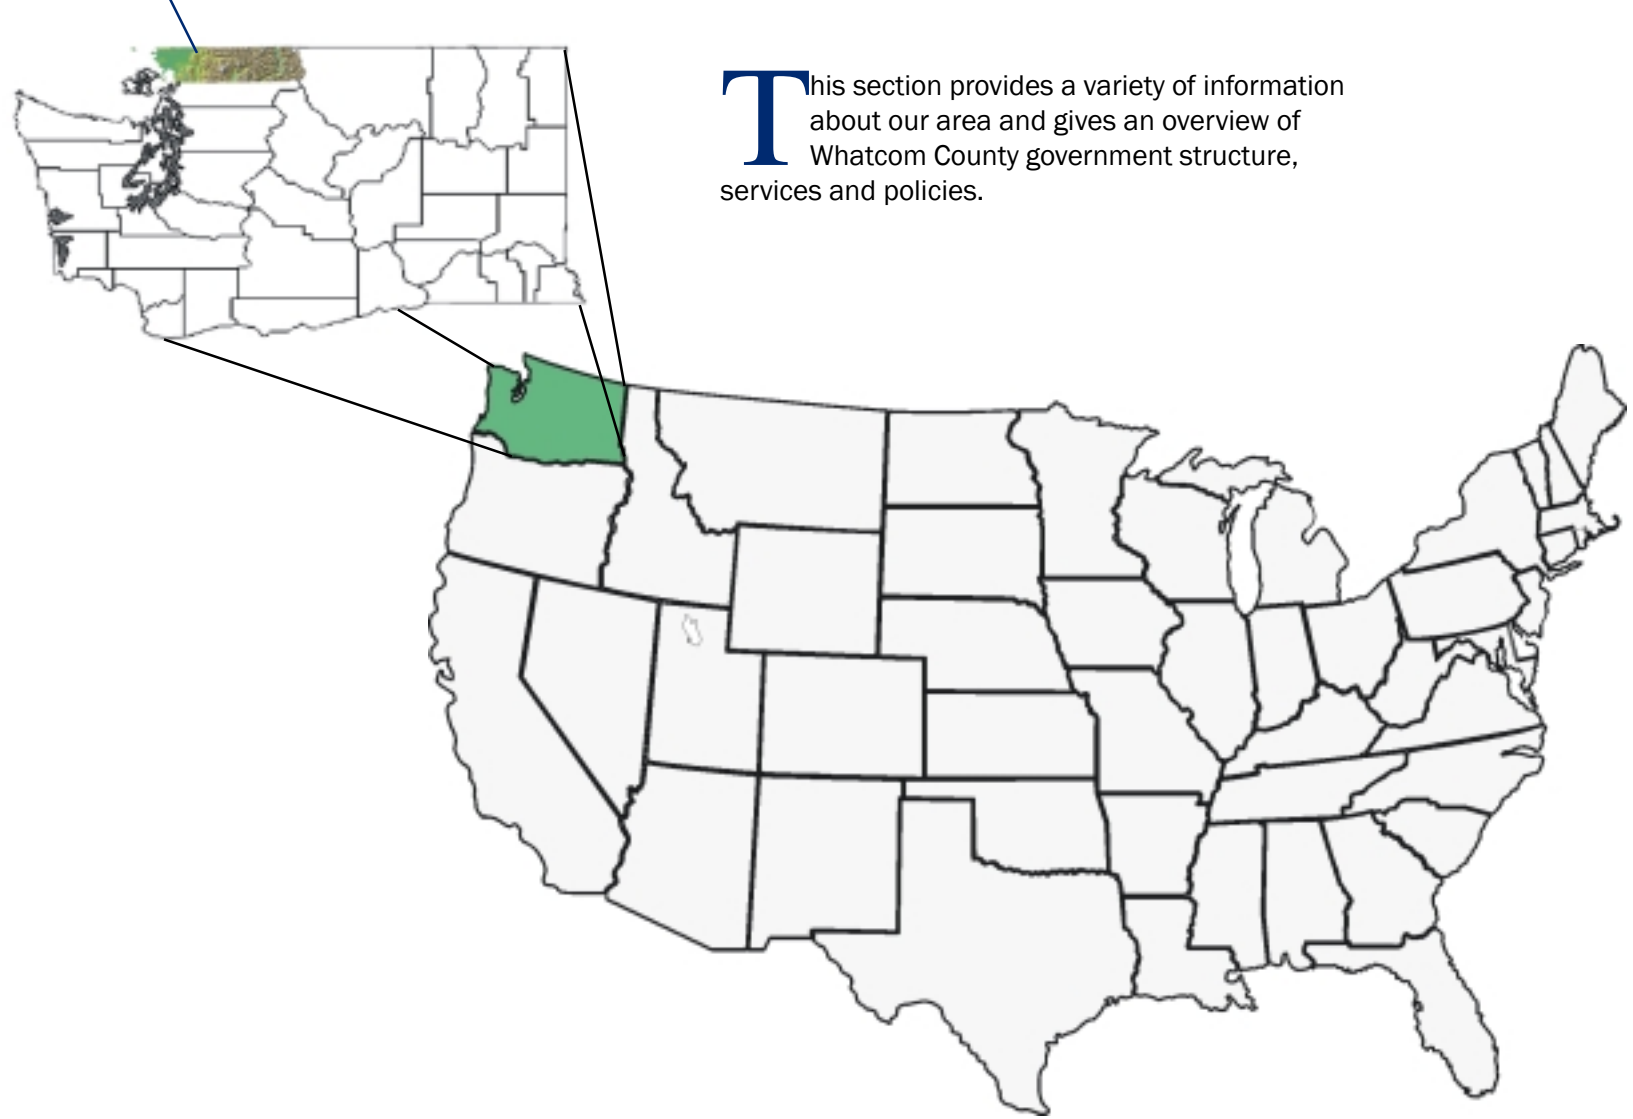 This section provides a variety of information
about our area and gives an overview of
Whatcom County government structure,
services and policies.